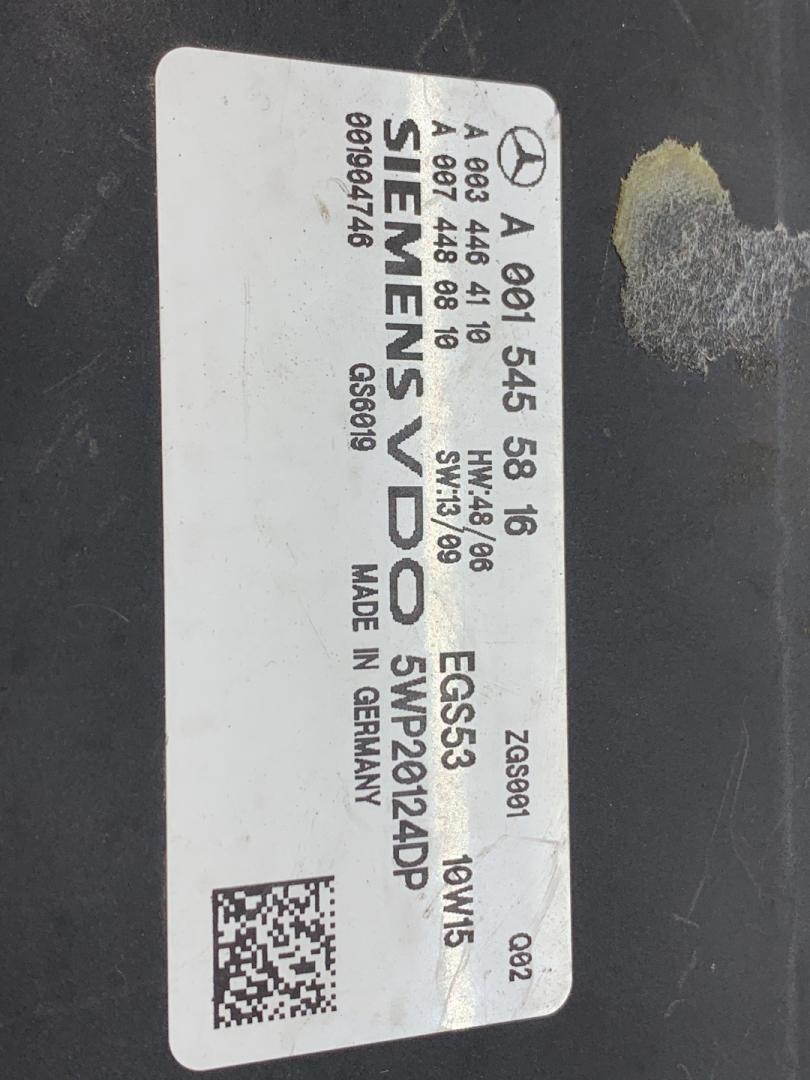 A 001 545 58 16 ZGS001 Q02
A 003 446 41 10 HW:48/06
A 007 448 08 10 SW:13/09 EGS53 10W15
SIEMENS VDO 5WP20124DP
001904746 GS6019 MADE IN GERMANY